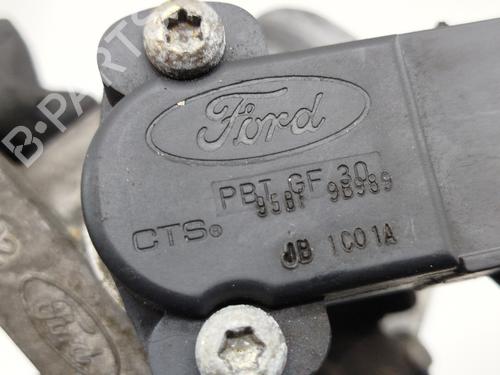 Ford
PBT GF 30
95BF 9B989
CTS®
JB 1C01A
Ford
B-PARTS